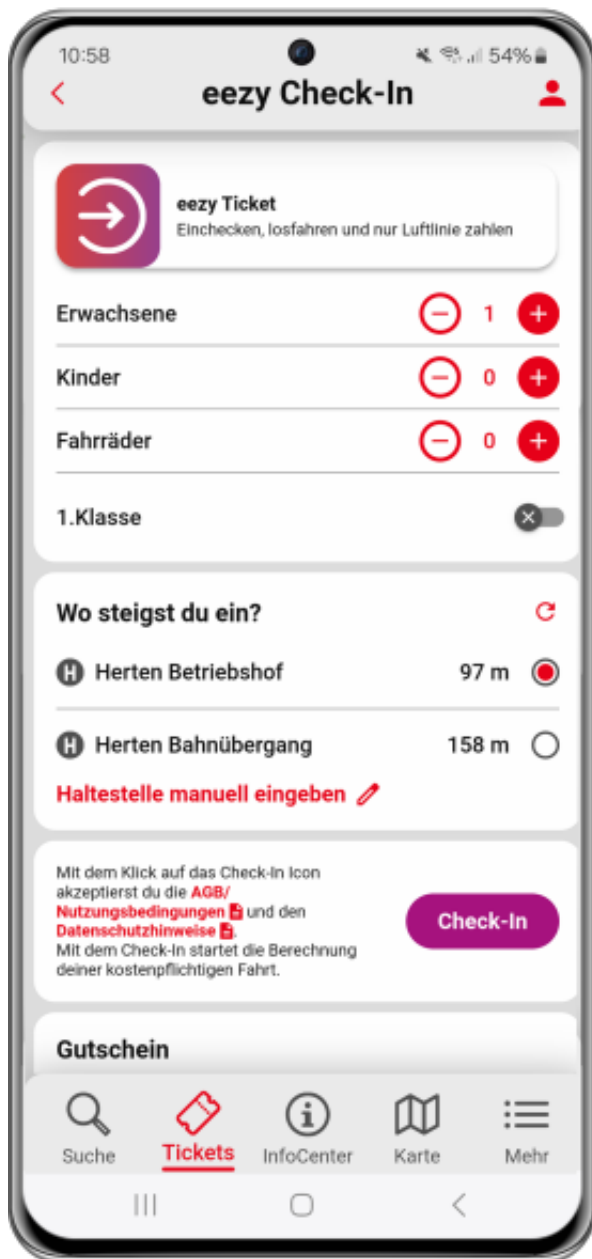 10:58
54%
eezy Check-In
eezy Ticket
Einchecken, losfahren und nur Luftlinie zahlen
Erwachsene 1
Kinder 0
Fahrräder 0
1.Klasse
Wo steigst du ein?
H Herten Betriebshof 97 m
H Herten Bahnübergang 158 m
Haltestelle manuell eingeben
Mit dem Klick auf das Check-In Icon
akzeptierst du die AGB/
Nutzungsbedingungen und den
Datenschutzhinweise.
Mit dem Check-In startet die Berechnung
deiner kostenpflichtigen Fahrt.
Check-In
Gutschein
Suche Tickets InfoCenter Karte Mehr